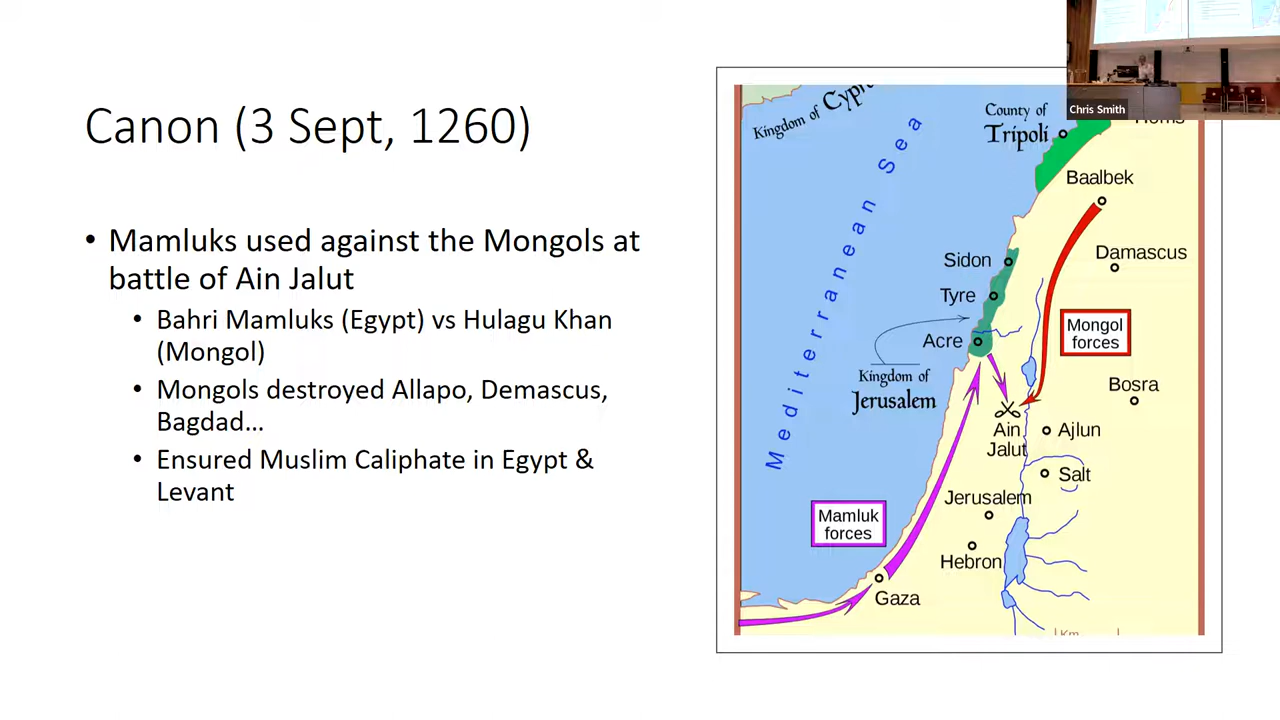 Canon (3 Sept, 1260)
• Mamluks used against the Mongols at
battle of Ain Jalut
• Bahri Mamluks (Egypt) vs Hulagu Khan
(Mongol)
• Mongols destroyed Allapo, Demascus,
Bagdad...
• Ensured Muslim Caliphate in Egypt &
Levant
Kingdom of Cypr
Mediterranean Sea
County of
Tripoli
Baalbek
Damascus
Sidon
Tyre
Acre
Mongol
forces
Kingdom of
Jerusalem
Bosra
Ain
Jalut
Ajlun
Salt
Jerusalem
Mamluk
forces
Hebron
Gaza
Chris Smith